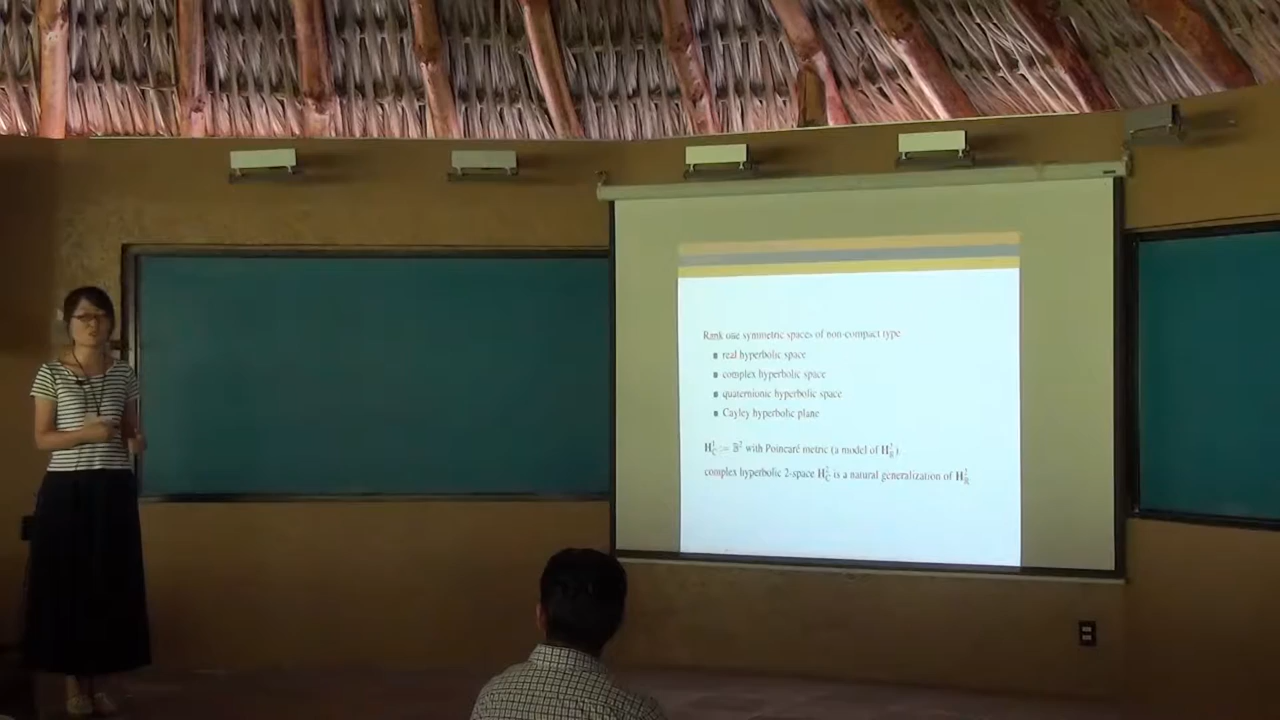 Rank one symmetric spaces of non-compact type
real hyperbolic space
complex hyperbolic space
quaternionic hyperbolic space
Cayley hyperbolic plane
H¹_C := 𝔹² with Poincaré metric (a model of H²_R)
complex hyperbolic 2-space H²_C is a natural generalization of H²_R